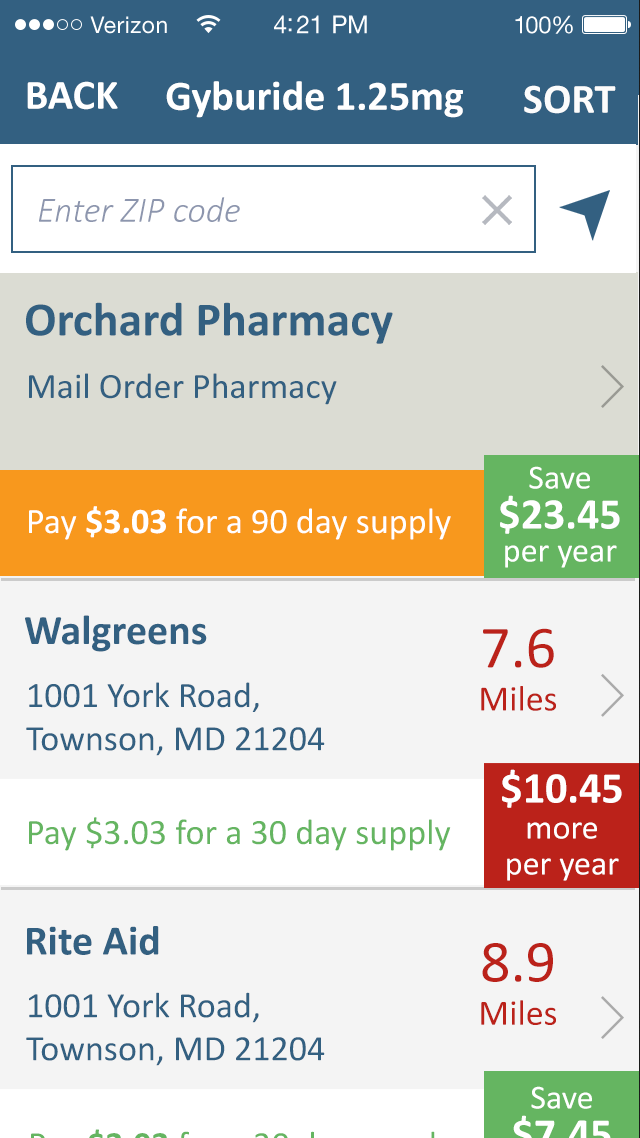 Verizon 4:21 PM 100%
BACK Gyburide 1.25mg SORT
Enter ZIP code
Orchard Pharmacy
Mail Order Pharmacy
Pay $3.03 for a 90 day supply
Save
$23.45
per year
Walgreens
1001 York Road,
Townson, MD 21204
7.6
Miles
Pay $3.03 for a 30 day supply
$10.45
more
per year
Rite Aid
1001 York Road,
Townson, MD 21204
8.9
Miles
Save
$7.45